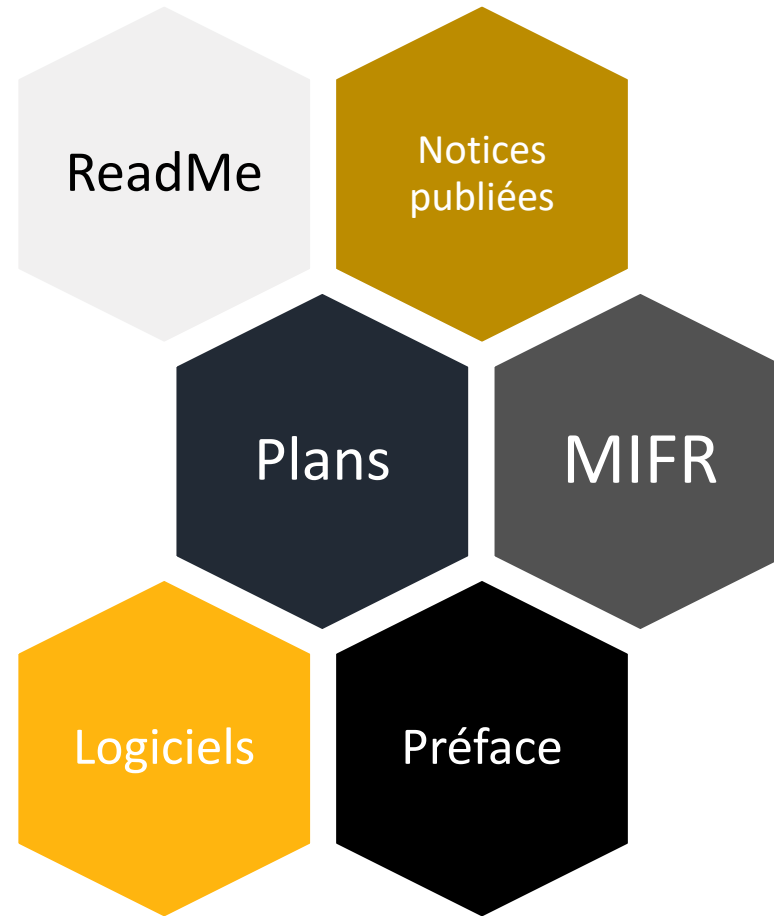 ReadMe
Notices
publiées
Plans
MIFR
Logiciels
Préface